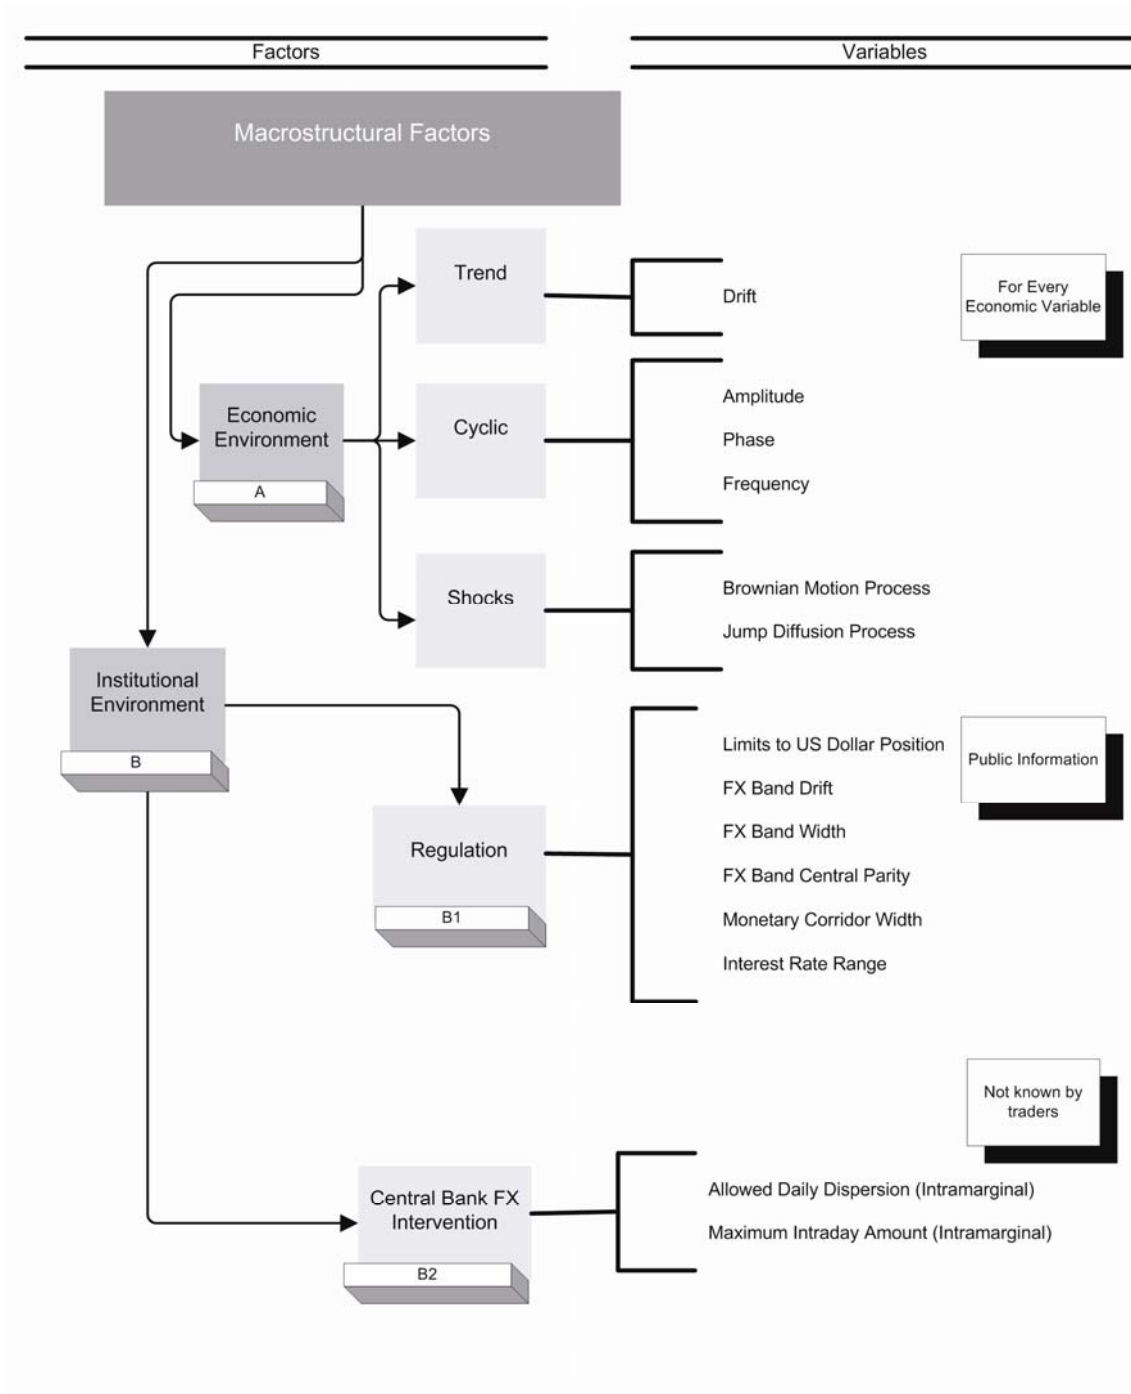 Factors
Variables
Macrostructural Factors
Trend
Drift
For Every
Economic Variable
Economic
Environment
A
Cyclic
Amplitude
Phase
Frequency
Shocks
Brownian Motion Process
Jump Diffusion Process
Institutional
Environment
B
Regulation
B1
Limits to US Dollar Position
FX Band Drift
FX Band Width
FX Band Central Parity
Monetary Corridor Width
Interest Rate Range
Public Information
Not known by
traders
Central Bank FX
Intervention
B2
Allowed Daily Dispersion (Intramarginal)
Maximum Intraday Amount (Intramarginal)